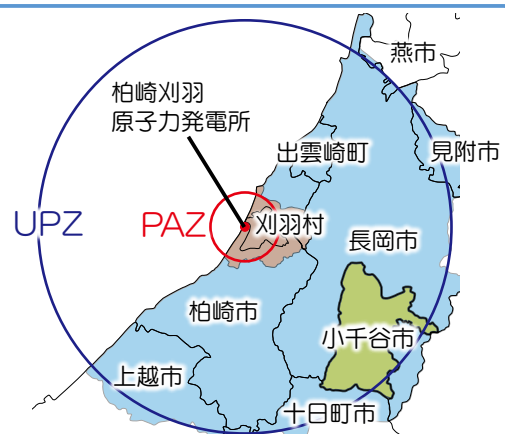 燕市
柏崎刈羽
原子力発電所
出雲崎町
見附市
UPZ
PAZ
刈羽村
長岡市
柏崎市
小千谷市
上越市
十日町市